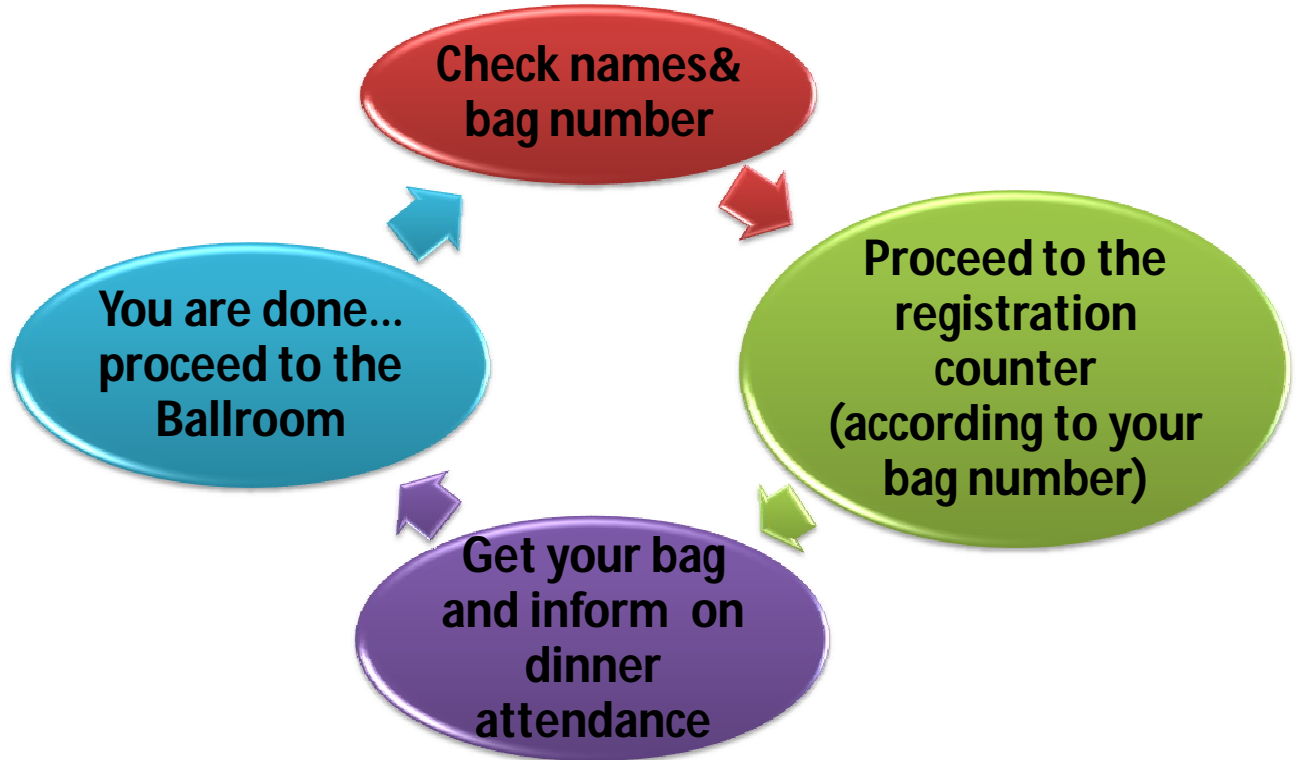 Check names&
bag number
Proceed to the
registration
counter
(according to your
bag number)
Get your bag
and inform  on
dinner
attendance
You are done...
proceed to the
Ballroom